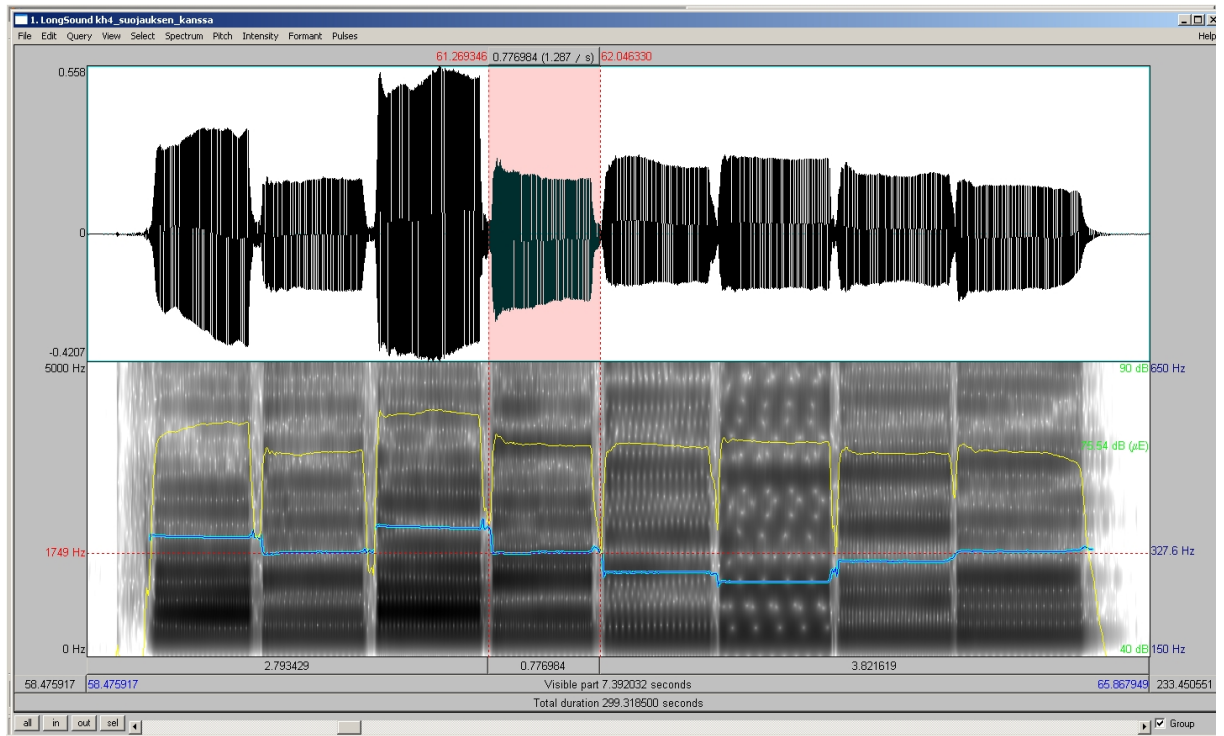 1. LongSound kh4_suojauksen_kanssa
File Edit Query View Select Spectrum Pitch Intensity Formant Pulses Help
61.269346 0.776984 (1.287 / s) 62.046330
0.558
0
-0.4207
5000 Hz 90 dB 650 Hz
75.54 dB (µE)
1749 Hz 327.6 Hz
0 Hz 40 dB 150 Hz
2.793429 0.776984 3.821619
58.475917 58.475917 Visible part 7.392032 seconds 65.867949 233.450551
Total duration 299.318500 seconds
all in out sel Group